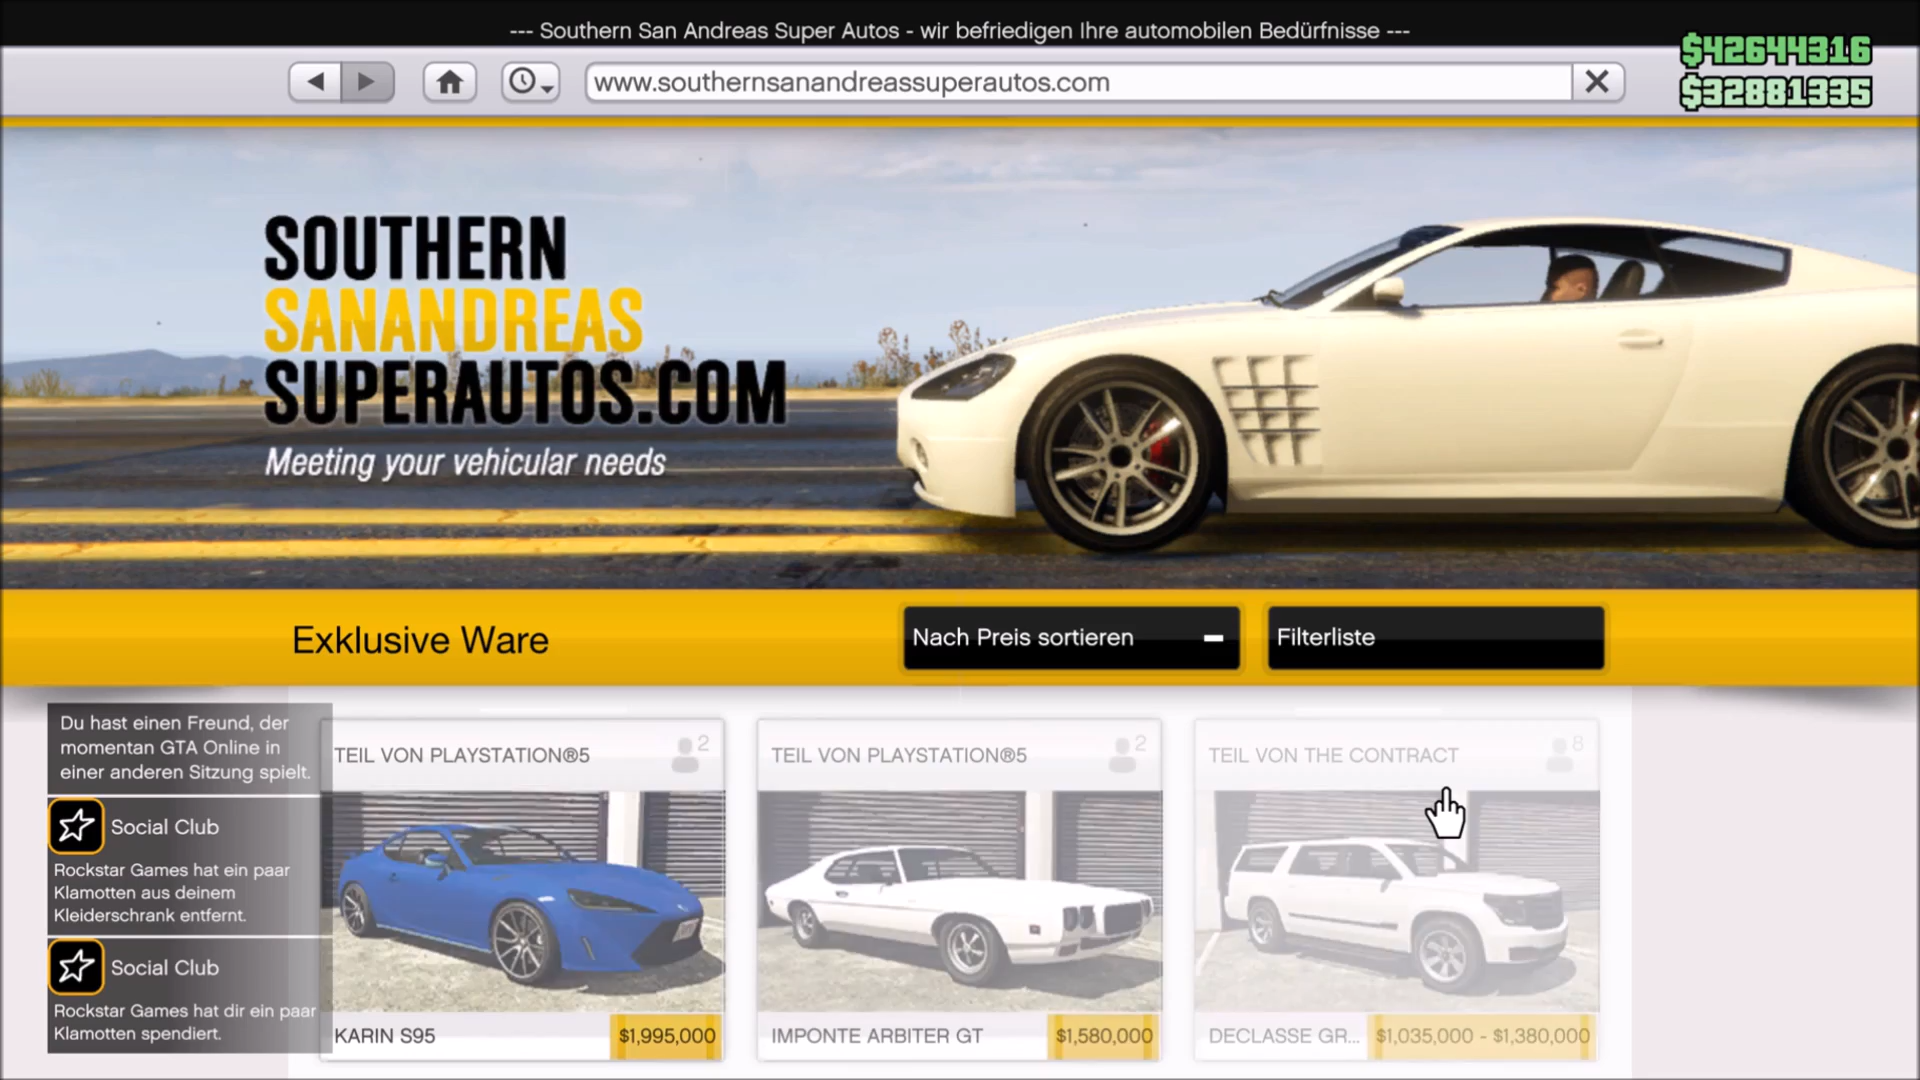 --- Southern San Andreas Super Autos - wir befriedigen Ihre automobilen Bedürfnisse ---
$42644316
$32881335
www.southernsanandreassuperautos.com
SOUTHERN
SANANDREAS
SUPERAUTOS.COM
Meeting your vehicular needs
Exklusive Ware
Nach Preis sortieren
Filterliste
Du hast einen Freund, der
momentan GTA Online in
einer anderen Sitzung spielt.
Social Club
Rockstar Games hat ein paar
Klamotten aus deinem
Kleiderschrank entfernt.
Social Club
Rockstar Games hat dir ein paar
Klamotten spendiert.
TEIL VON PLAYSTATION®5
2
KARIN S95
$1,995,000
TEIL VON PLAYSTATION®5
2
IMPONTE ARBITER GT
$1,580,000
TEIL VON THE CONTRACT
8
DECLASSE GR...
$1,035,000 - $1,380,000